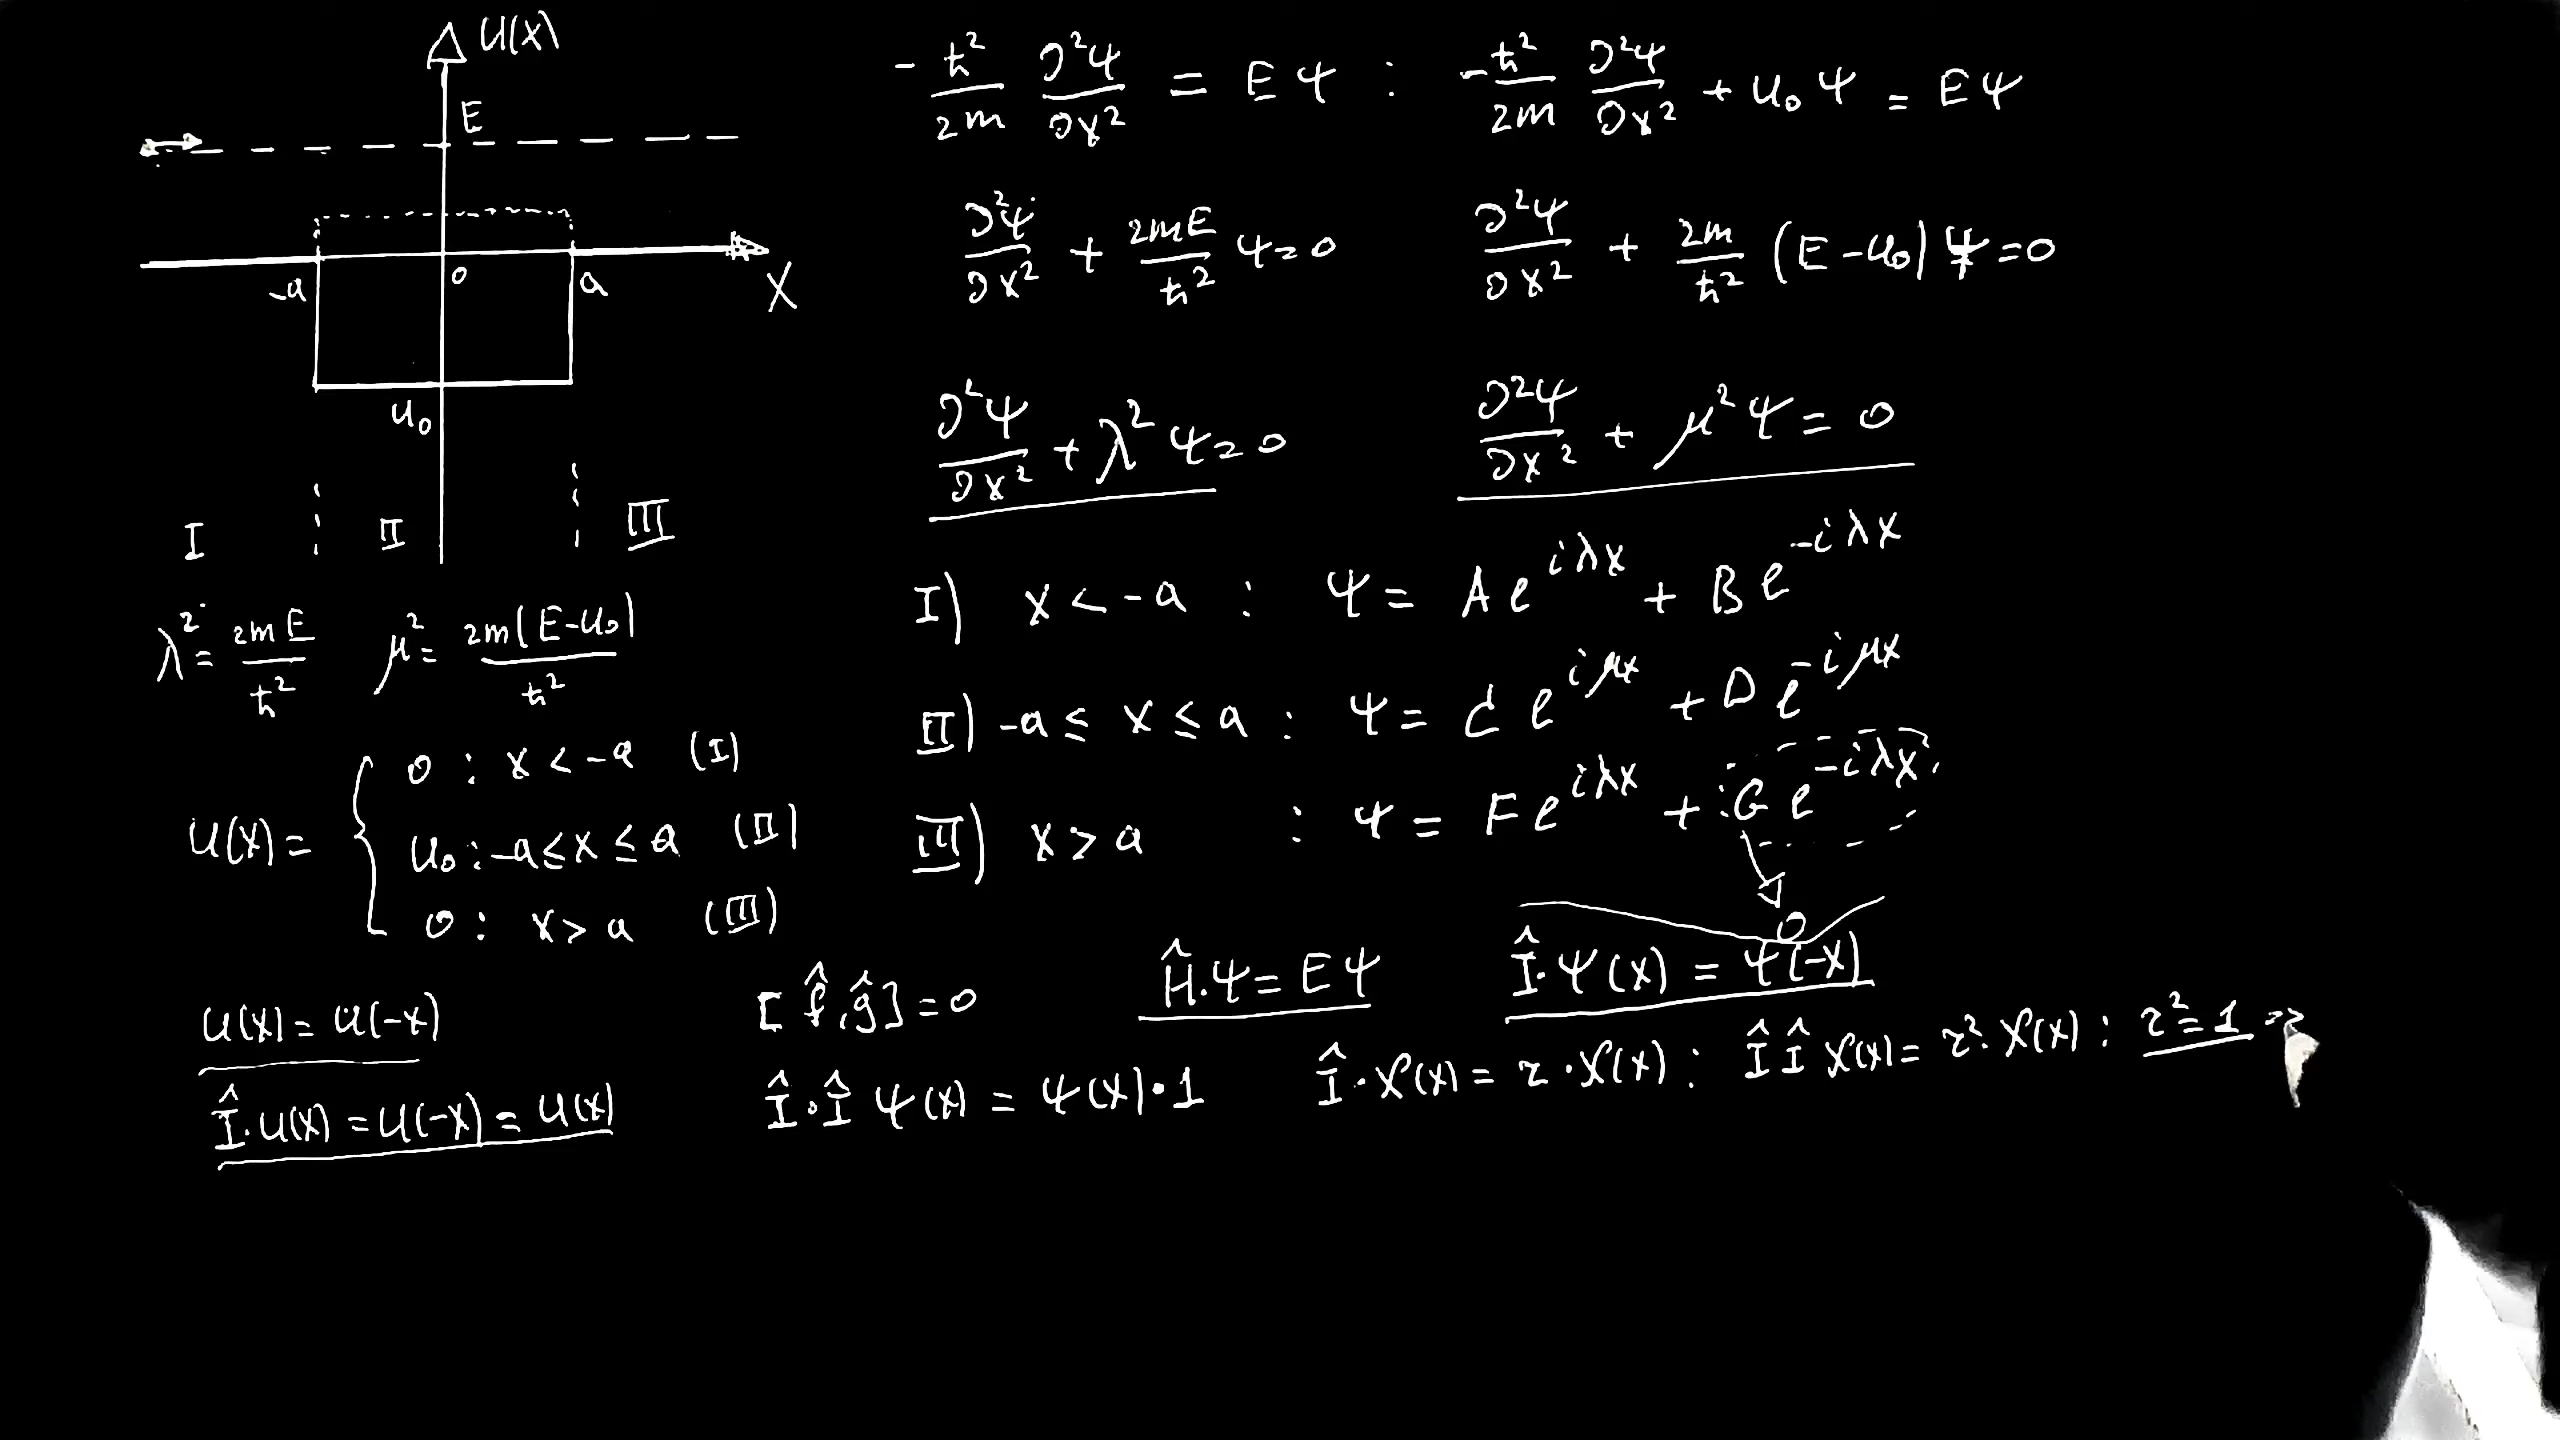 U(x)
E
-a 0 a X
U₀
I II III
λ² = 2mE/ħ² μ² = 2m(E-U₀)/ħ²
U(x) = { 0 : x < -a (I)
U₀ : -a ≤ x ≤ a (II)
0 : x > a (III)
U(x) = U(-x)
Î·U(x) = U(-x) = U(x)
-ħ²/2m ∂²Ψ/∂x² = EΨ : -ħ²/2m ∂²Ψ/∂x² + U₀Ψ = EΨ
∂²Ψ/∂x² + 2mE/ħ² Ψ = 0 ∂²Ψ/∂x² + 2m/ħ² (E-U₀)Ψ = 0
∂²Ψ/∂x² + λ²Ψ = 0 ∂²Ψ/∂x² + μ²Ψ = 0
I) x < -a : Ψ = Ae^{iλx} + Be^{-iλx}
II) -a ≤ x ≤ a : Ψ = Ce^{iμx} + De^{-iμx}
III) x > a : Ψ = Fe^{iλx} + Ge^{-iλx}
0
[f̂,ĝ] = 0 Ĥ·Ψ = EΨ Î·Ψ(x) = Ψ(-x)
Î·Î Ψ(x) = Ψ(x)·1 Î·𝒳(x) = r·𝒳(x) : Î Î 𝒳(x) = r²·𝒳(x) : r² = 1 =>